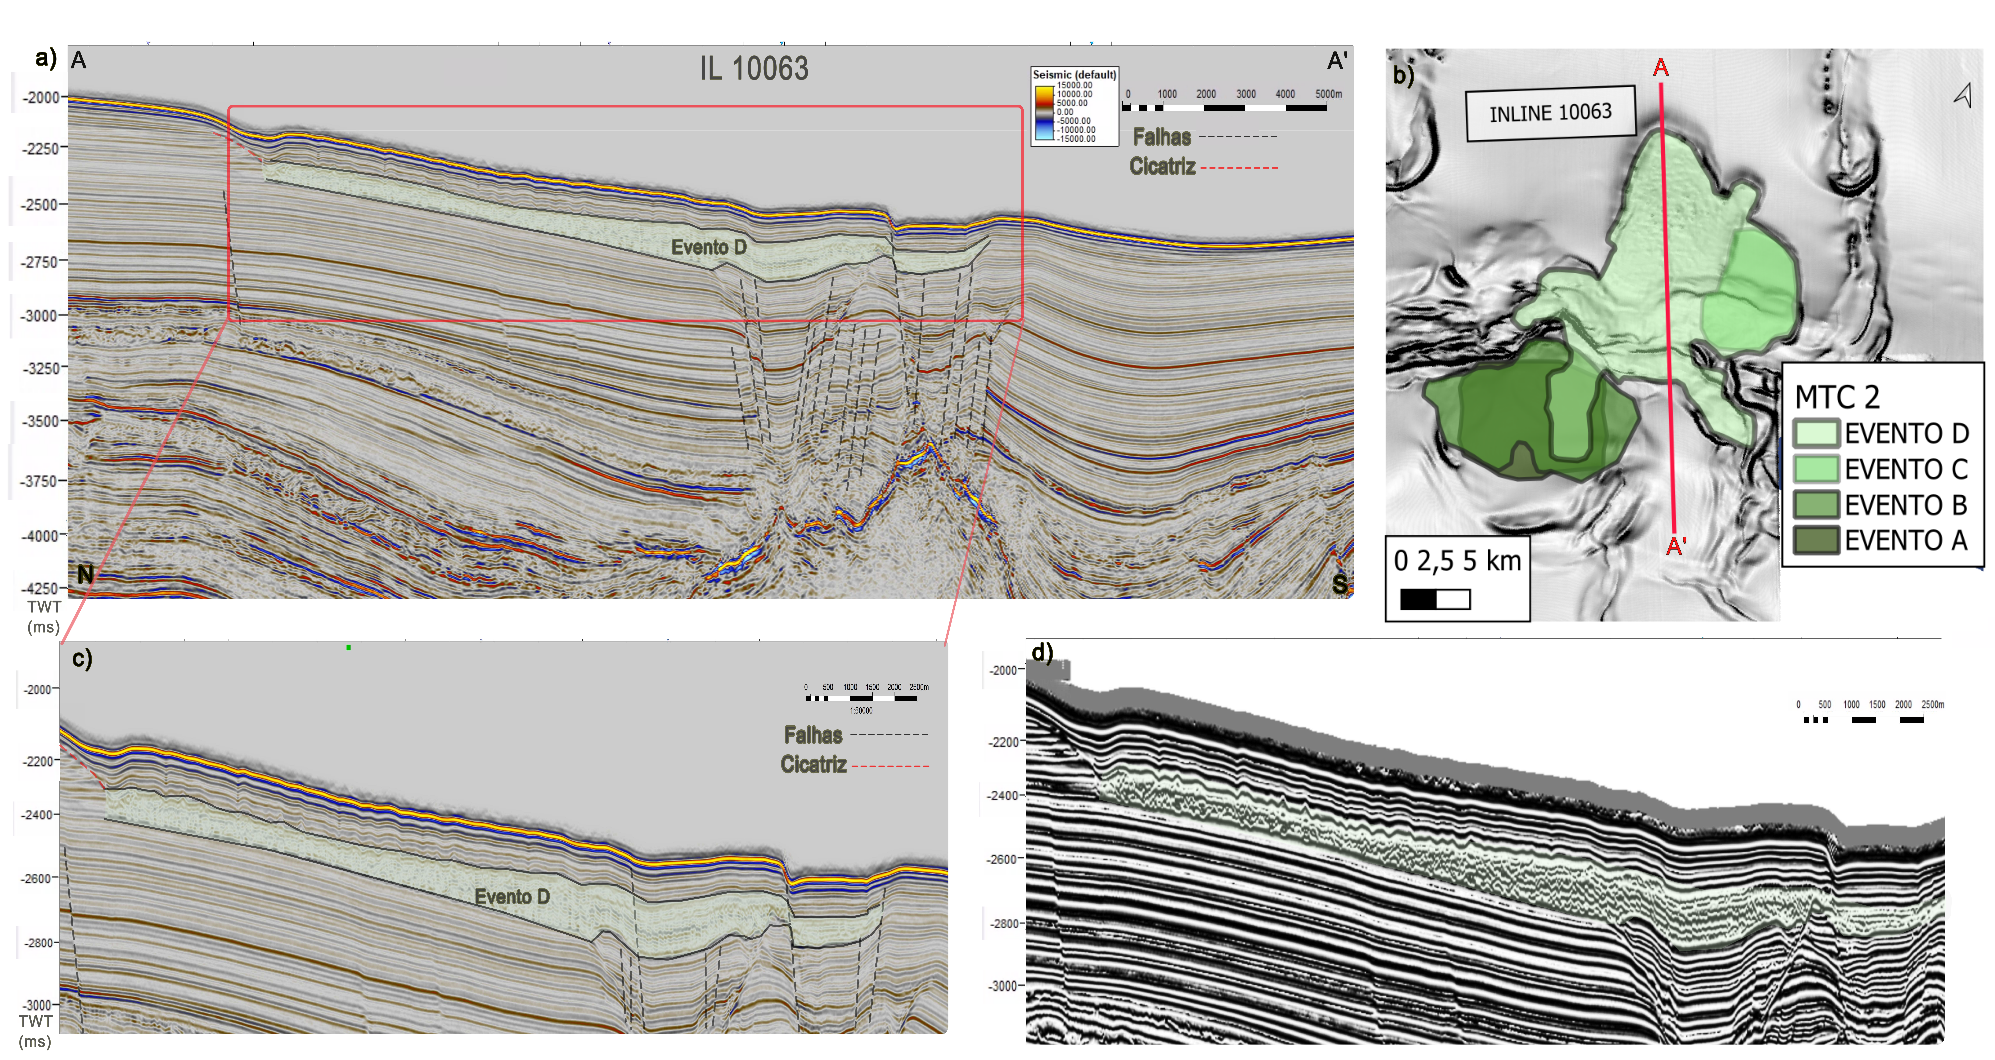 a)
A
IL 10063
A'
Seismic (default)
15000.00
10000.00
5000.00
0.00
-5000.00
-10000.00
-15000.00
0 1000 2000 3000 4000 5000m
Falhas
Cicatriz
-2000
-2250
-2500
-2750
-3000
-3250
-3500
-3750
-4000
-4250
TWT
(ms)
Evento D
N
S
b)
A
INLINE 10063
A'
MTC 2
EVENTO D
EVENTO C
EVENTO B
EVENTO A
0 2,5 5 km
c)
0 500 1000 1500 2000 2500m
1:50000
Falhas
Cicatriz
-2000
-2200
-2400
-2600
-2800
-3000
TWT
(ms)
Evento D
d)
0 500 1000 1500 2000 2500m
-2000
-2200
-2400
-2600
-2800
-3000